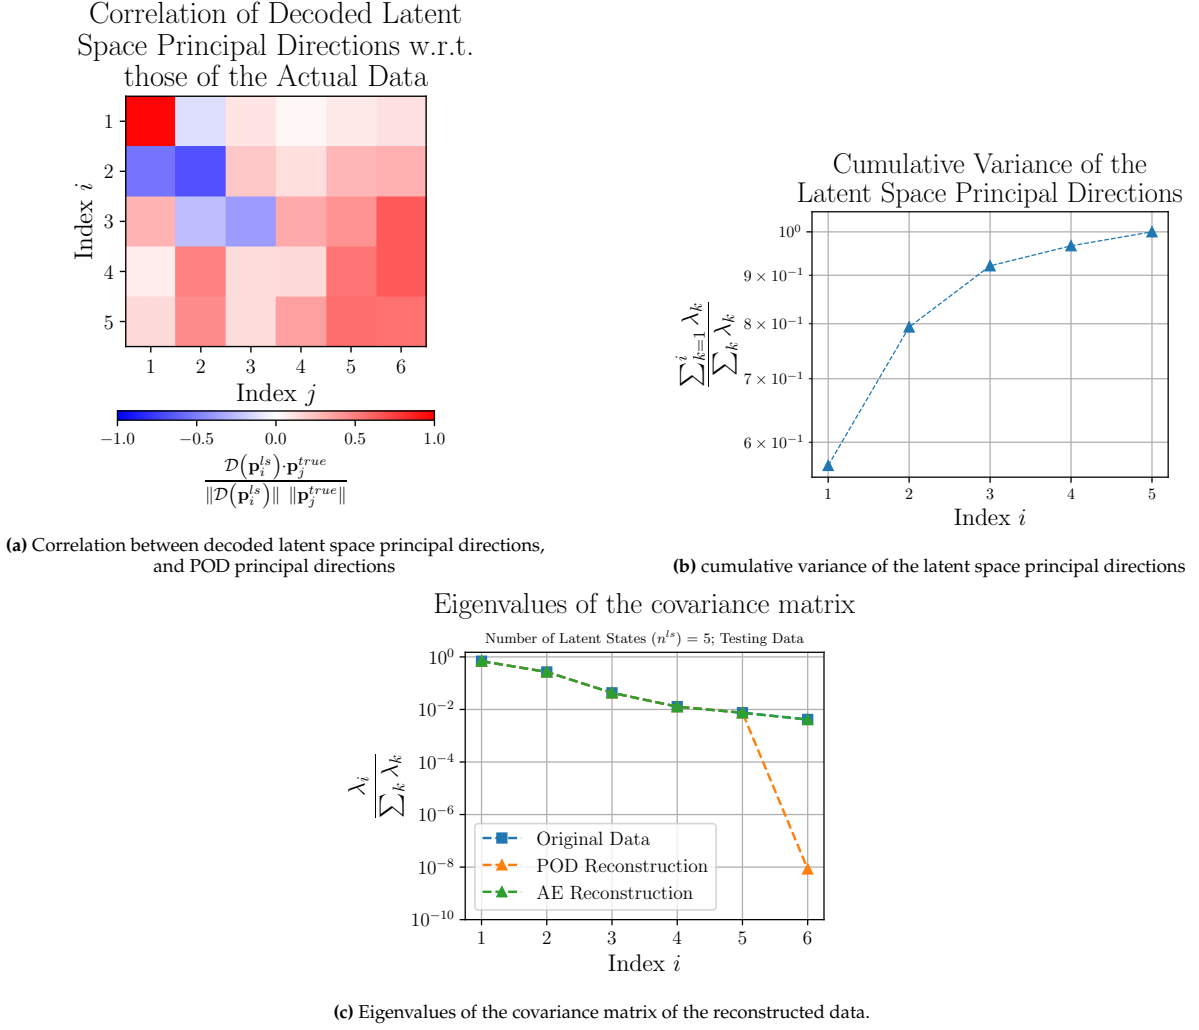 Correlation of Decoded Latent
Space Principal Directions w.r.t.
those of the Actual Data
Index i
1
2
3
4
5
1 2 3 4 5 6
Index j
−1.0 −0.5 0.0 0.5 1.0
𝒟(p_i^{ls})·p_j^{true}
‖𝒟(p_i^{ls})‖ ‖p_j^{true}‖
(a) Correlation between decoded latent space principal directions,
and POD principal directions
Cumulative Variance of the
Latent Space Principal Directions
10^0
9 × 10^{−1}
8 × 10^{−1}
7 × 10^{−1}
6 × 10^{−1}
∑_{k=1}^{i} λ_k
∑_k λ_k
1 2 3 4 5
Index i
(b) cumulative variance of the latent space principal directions
Eigenvalues of the covariance matrix
Number of Latent States (n^{ls}) = 5; Testing Data
10^0
10^{−2}
10^{−4}
10^{−6}
10^{−8}
10^{−10}
λ_i
∑_k λ_k
Original Data
POD Reconstruction
AE Reconstruction
1 2 3 4 5 6
Index i
(c) Eigenvalues of the covariance matrix of the reconstructed data.